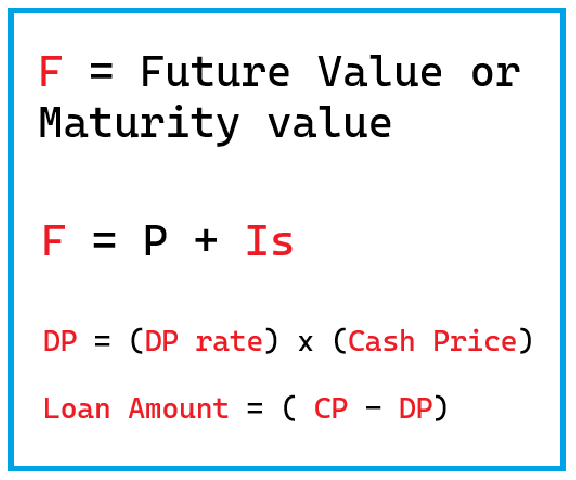 F = Future Value or
Maturity value
F = P + Is
DP = (DP rate) x (Cash Price)
Loan Amount = ( CP - DP)